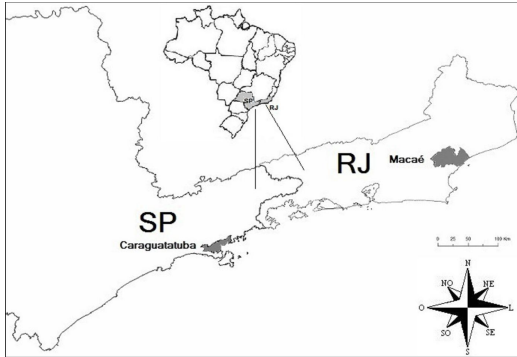 SP
RJ
RJ
Macaé
SP
Caraguatatuba
0 25 50 100 Km
N
NO NE
O L
SO SE
S